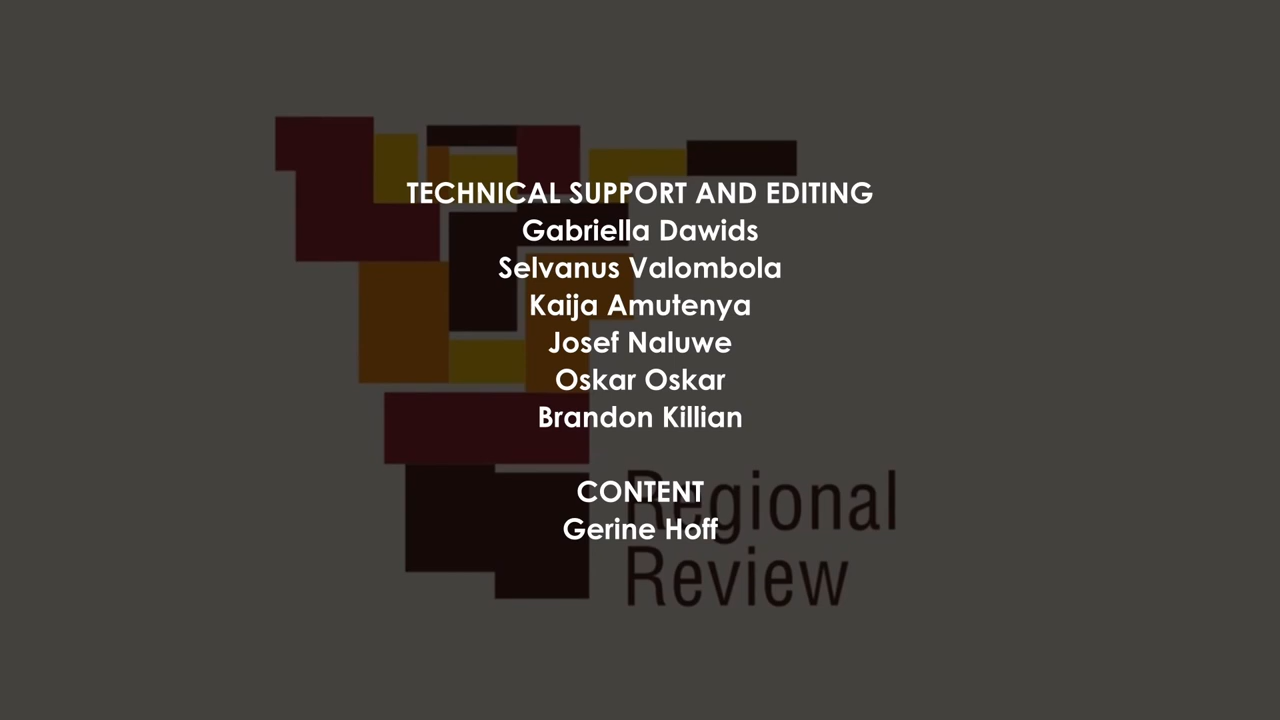 TECHNICAL SUPPORT AND EDITING
Gabriella Dawids
Selvanus Valombola
Kaija Amutenya
Josef Naluwe
Oskar Oskar
Brandon Killian
CONTENT
Gerine Hoff
Regional
Review